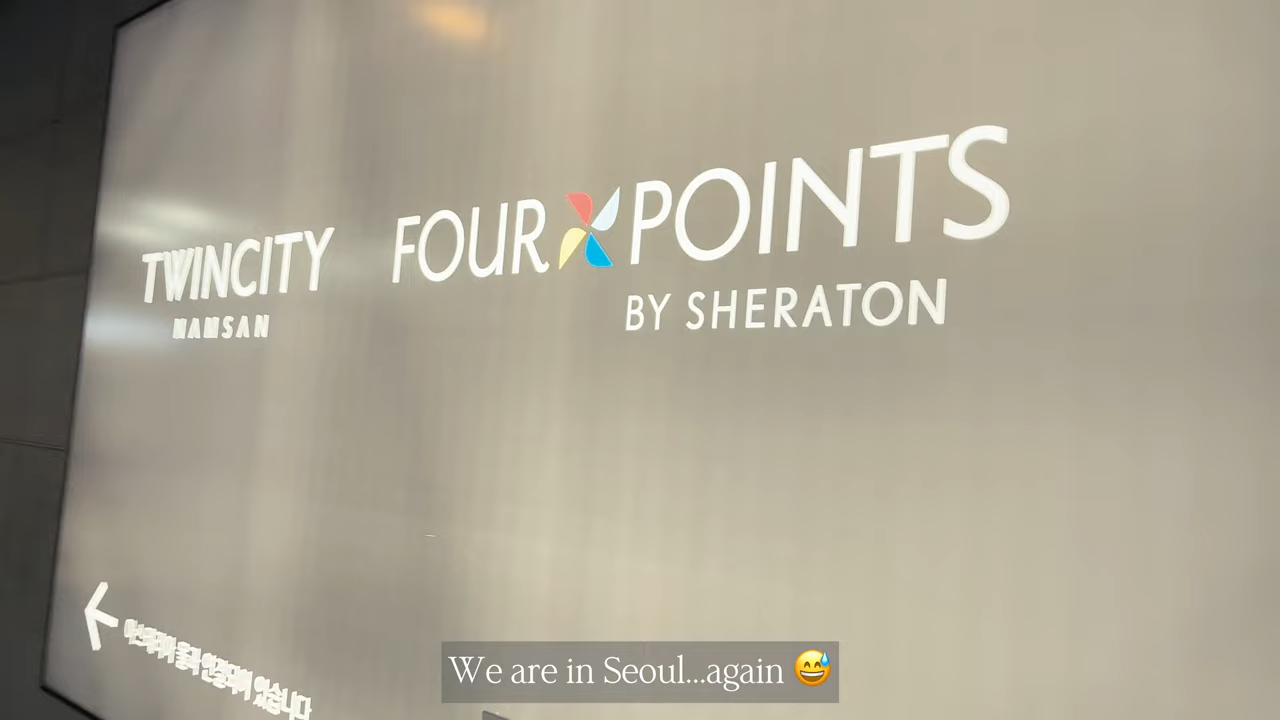 TWINCITY
NAMSAN
FOUR POINTS
BY SHERATON
We are in Seoul...again 😅